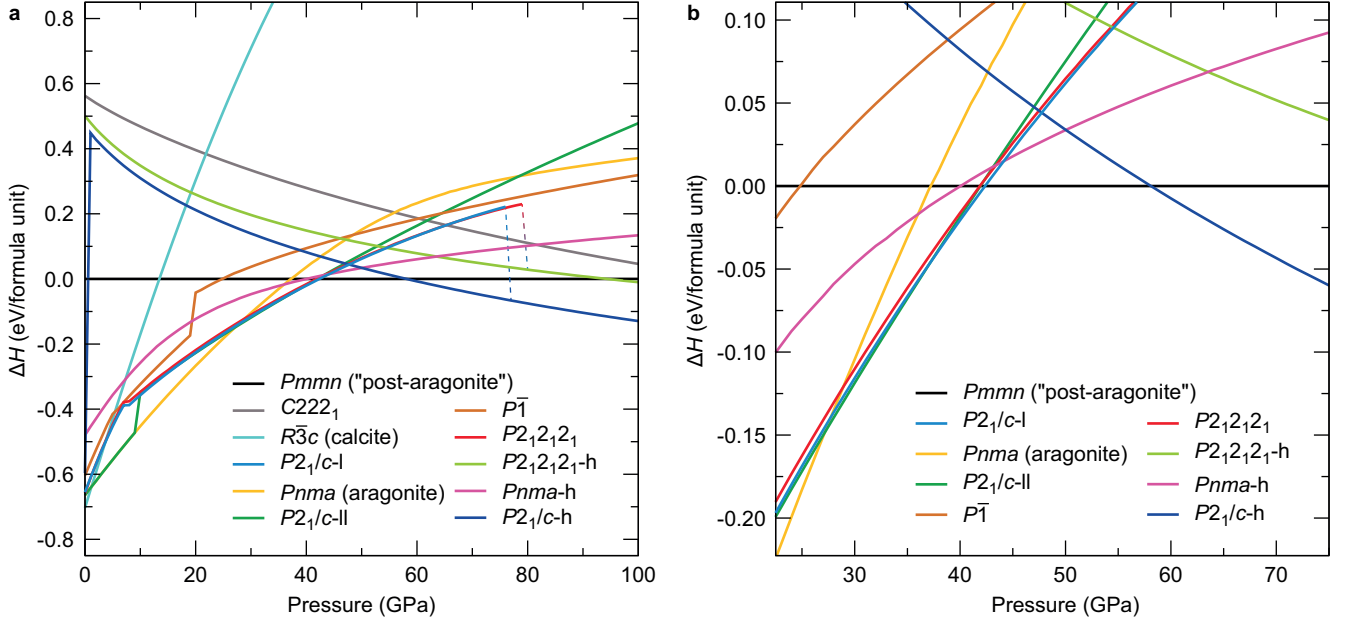 a
0.8
0.6
0.4
0.2
0.0
-0.2
-0.4
-0.6
-0.8
ΔH (eV/formula unit)
Pmmn ("post-aragonite")
C222₁
R3̅c (calcite)
P2₁/c-I
Pnma (aragonite)
P2₁/c-II
P1̅
P2₁2₁2₁
P2₁2₁2₁-h
Pnma-h
P2₁/c-h
0 20 40 60 80 100
Pressure (GPa)
b
0.10
0.05
0.00
-0.05
-0.10
-0.15
-0.20
ΔH (eV/formula unit)
Pmmn ("post-aragonite")
P2₁/c-I
Pnma (aragonite)
P2₁/c-II
P1̅
P2₁2₁2₁
P2₁2₁2₁-h
Pnma-h
P2₁/c-h
30 40 50 60 70
Pressure (GPa)